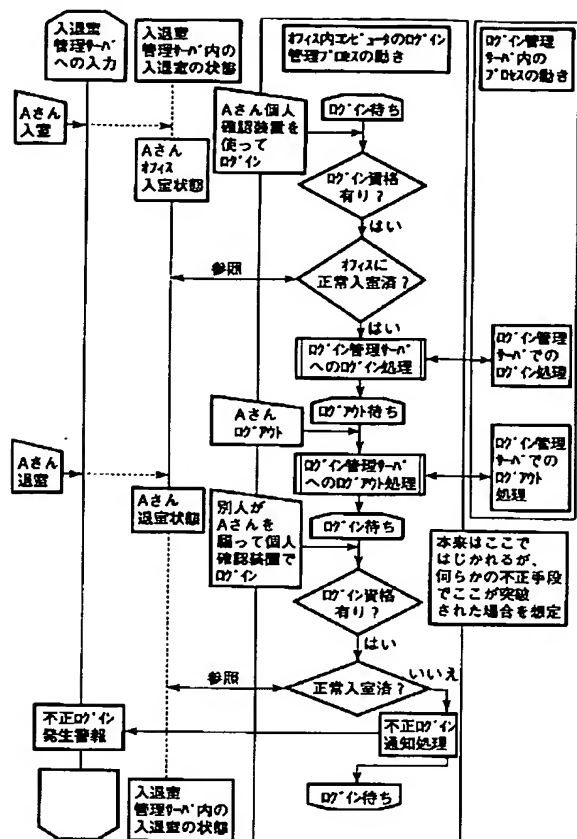 入退室
管理サーバ
への入力
入退室
管理サーバ内の
入退室の状態
オフィス内コンピュータのログイン
管理プロセスの動き
ログイン管理
サーバ内の
プロセスの動き
Aさん
入室
Aさん個人
確認装置を
使って
ログイン
ログイン待ち
Aさん
オフィス
入室状態
ログイン資格
有り?
はい
参照
オフィスに
正常入室済?
はい
ログイン管理サーバ
へのログイン処理
ログイン管理
サーバでの
ログイン処理
ログアウト待ち
Aさん
ログアウト
ログイン管理サーバ
へのログアウト処理
ログイン管理
サーバでの
ログアウト
処理
Aさん
退室
Aさん
退室状態
ログイン待ち
別人が
Aさんを
騙って個人
確認装置で
ログイン
本来はここで
はじかれるが、
何らかの不正手段
でここが突破
された場合を想定
ログイン資格
有り?
はい
参照
正常入室済?
いいえ
不正ログイン
発生警報
不正ログイン
通知処理
ログイン待ち
入退室
管理サーバ内の
入退室の状態